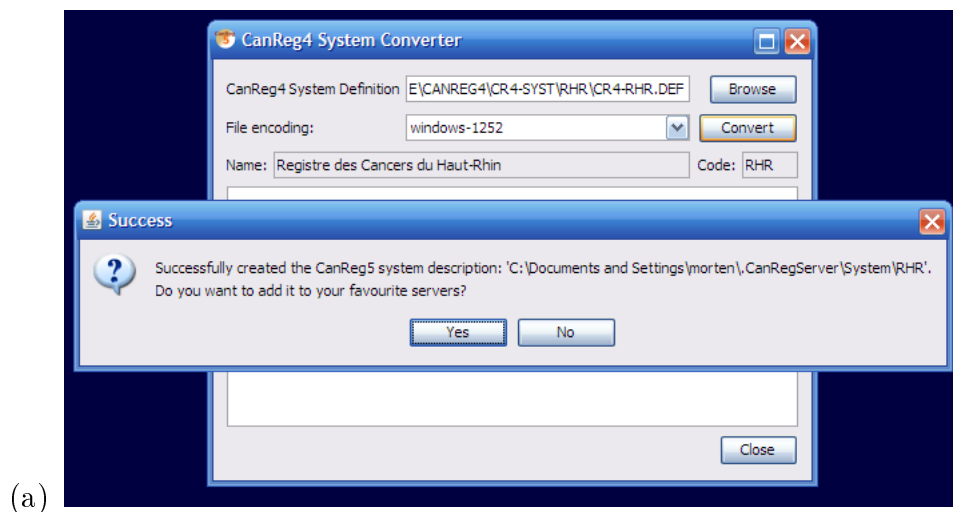 CanReg4 System Converter
CanReg4 System Definition E\CANREG4\CR4-SYST\RHR\CR4-RHR.DEF Browse
File encoding: windows-1252 Convert
Name: Registre des Cancers du Haut-Rhin Code: RHR
Success
Successfully created the CanReg5 system description: 'C:\Documents and Settings\morten\.CanRegServer\System\RHR'.
Do you want to add it to your favourite servers?
Yes No
Close
(a)